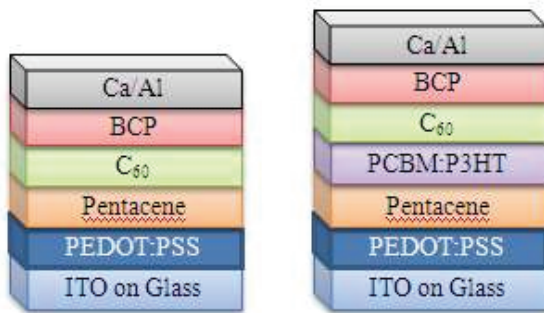 Ca/Al
BCP
C₆₀
Pentacene
PEDOT:PSS
ITO on Glass
Ca/Al
BCP
C₆₀
PCBM:P3HT
Pentacene
PEDOT:PSS
ITO on Glass